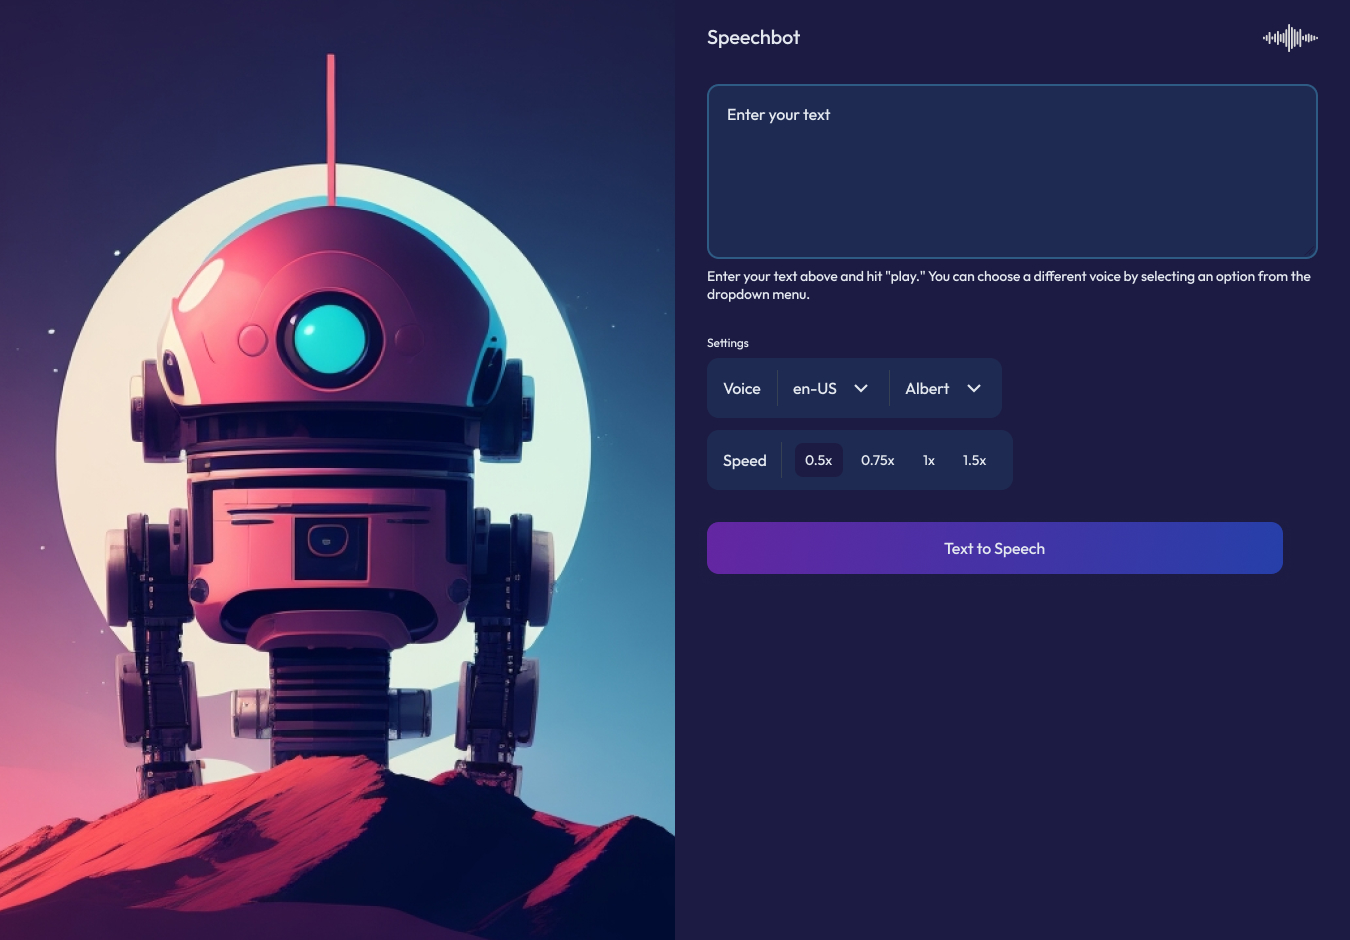 Speechbot
Enter your text
Enter your text above and hit "play." You can choose a different voice by selecting an option from the
dropdown menu.
Settings
Voice en-US Albert
Speed 0.5x 0.75x 1x 1.5x
Text to Speech